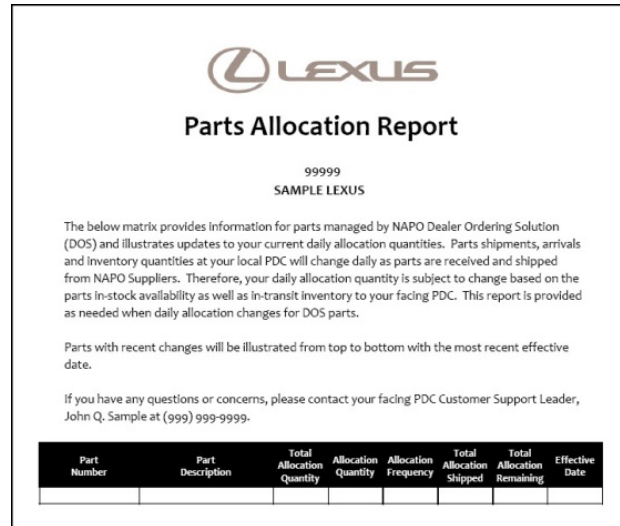 LEXUS
Parts Allocation Report
99999
SAMPLE LEXUS
The below matrix provides information for parts managed by NAPO Dealer Ordering Solution
(DOS) and illustrates updates to your current daily allocation quantities. Parts shipments, arrivals
and inventory quantities at your local PDC will change daily as parts are received and shipped
from NAPO Suppliers. Therefore, your daily allocation quantity is subject to change based on the
parts in-stock availability as well as in-transit inventory to your facing PDC. This report is provided
as needed when daily allocation changes for DOS parts.
Parts with recent changes will be illustrated from top to bottom with the most recent effective
date.
If you have any questions or concerns, please contact your facing PDC Customer Support Leader,
John Q. Sample at (999) 999-9999.
Part Number
Part Description
Total Allocation Quantity
Allocation Quantity
Allocation Frequency
Total Allocation Shipped
Total Allocation Remaining
Effective Date